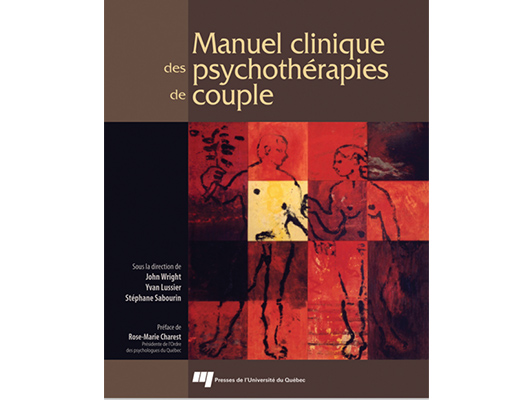 Manuel clinique
des psychothérapies
de couple
Sous la direction de
John Wright
Yvan Lussier
Stéphane Sabourin
Préface de
Rose-Marie Charest
Présidente de l'Ordre
des psychologues du Québec
Presses de l'Université du Québec